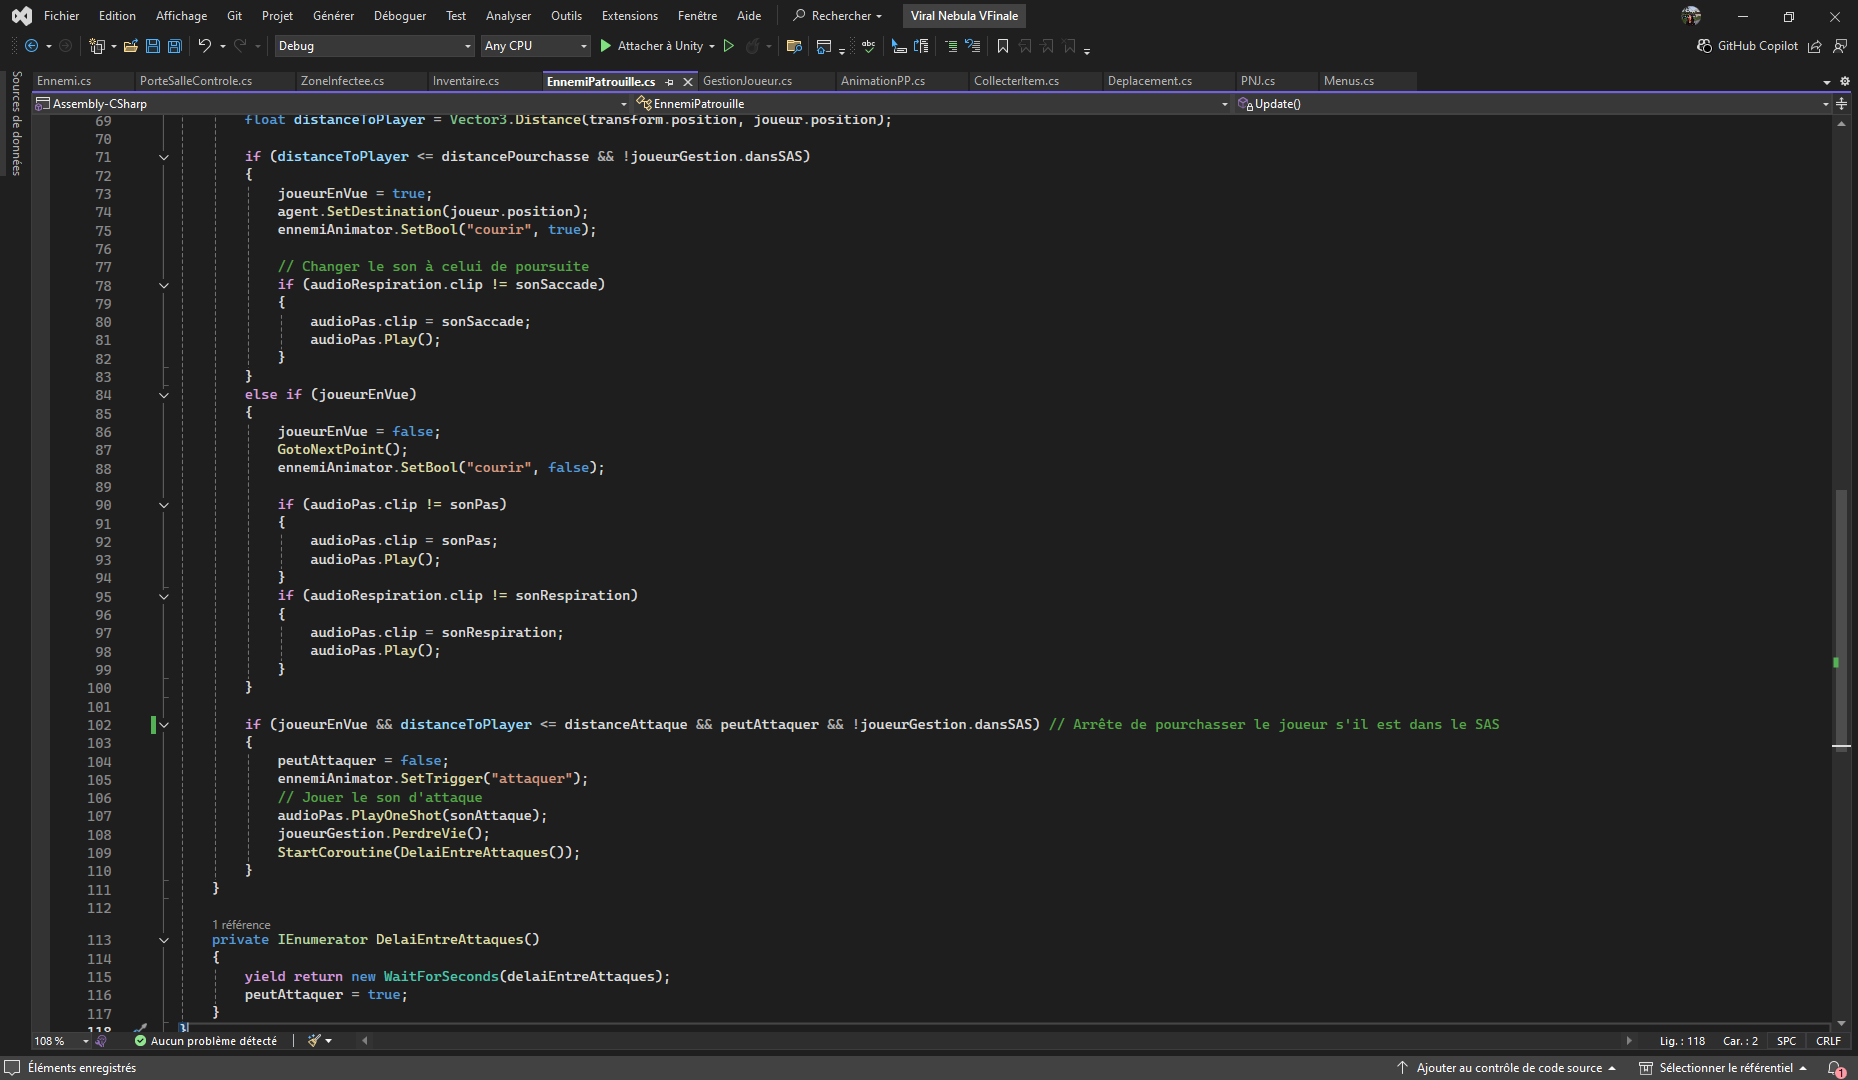 Fichier Edition Affichage Git Projet Générer Déboguer Test Analyser Outils Extensions Fenêtre Aide Rechercher Viral Nebula VFinale
Debug Any CPU Attacher à Unity abc GitHub Copilot
Sources de données
Ennemi.cs PorteSalleControle.cs ZoneInfectee.cs Inventaire.cs EnnemiPatrouille.cs GestionJoueur.cs AnimationPP.cs CollecterItem.cs Deplacement.cs PNJ.cs Menus.cs
Assembly-CSharp EnnemiPatrouille Update()
69 float distanceToPlayer = Vector3.Distance(transform.position, joueur.position);
70
71 if (distanceToPlayer <= distancePourchasse && !joueurGestion.dansSAS)
72 {
73 joueurEnVue = true;
74 agent.SetDestination(joueur.position);
75 ennemiAnimator.SetBool("courir", true);
76
77 // Changer le son à celui de poursuite
78 if (audioRespiration.clip != sonSaccade)
79 {
80 audioPas.clip = sonSaccade;
81 audioPas.Play();
82 }
83 }
84 else if (joueurEnVue)
85 {
86 joueurEnVue = false;
87 GotoNextPoint();
88 ennemiAnimator.SetBool("courir", false);
89
90 if (audioPas.clip != sonPas)
91 {
92 audioPas.clip = sonPas;
93 audioPas.Play();
94 }
95 if (audioRespiration.clip != sonRespiration)
96 {
97 audioPas.clip = sonRespiration;
98 audioPas.Play();
99 }
100 }
101
102 if (joueurEnVue && distanceToPlayer <= distanceAttaque && peutAttaquer && !joueurGestion.dansSAS) // Arrête de pourchasser le joueur s'il est dans le SAS
103 {
104 peutAttaquer = false;
105 ennemiAnimator.SetTrigger("attaquer");
106 // Jouer le son d'attaque
107 audioPas.PlayOneShot(sonAttaque);
108 joueurGestion.PerdreVie();
109 StartCoroutine(DelaiEntreAttaques());
110 }
111 }
112
1 référence
113 private IEnumerator DelaiEntreAttaques()
114 {
115 yield return new WaitForSeconds(delaiEntreAttaques);
116 peutAttaquer = true;
117 }
118 }
108 % Aucun problème détecté Lig. : 118 Car. : 2 SPC CRLF
Éléments enregistrés Ajouter au contrôle de code source Sélectionner le référentiel 1